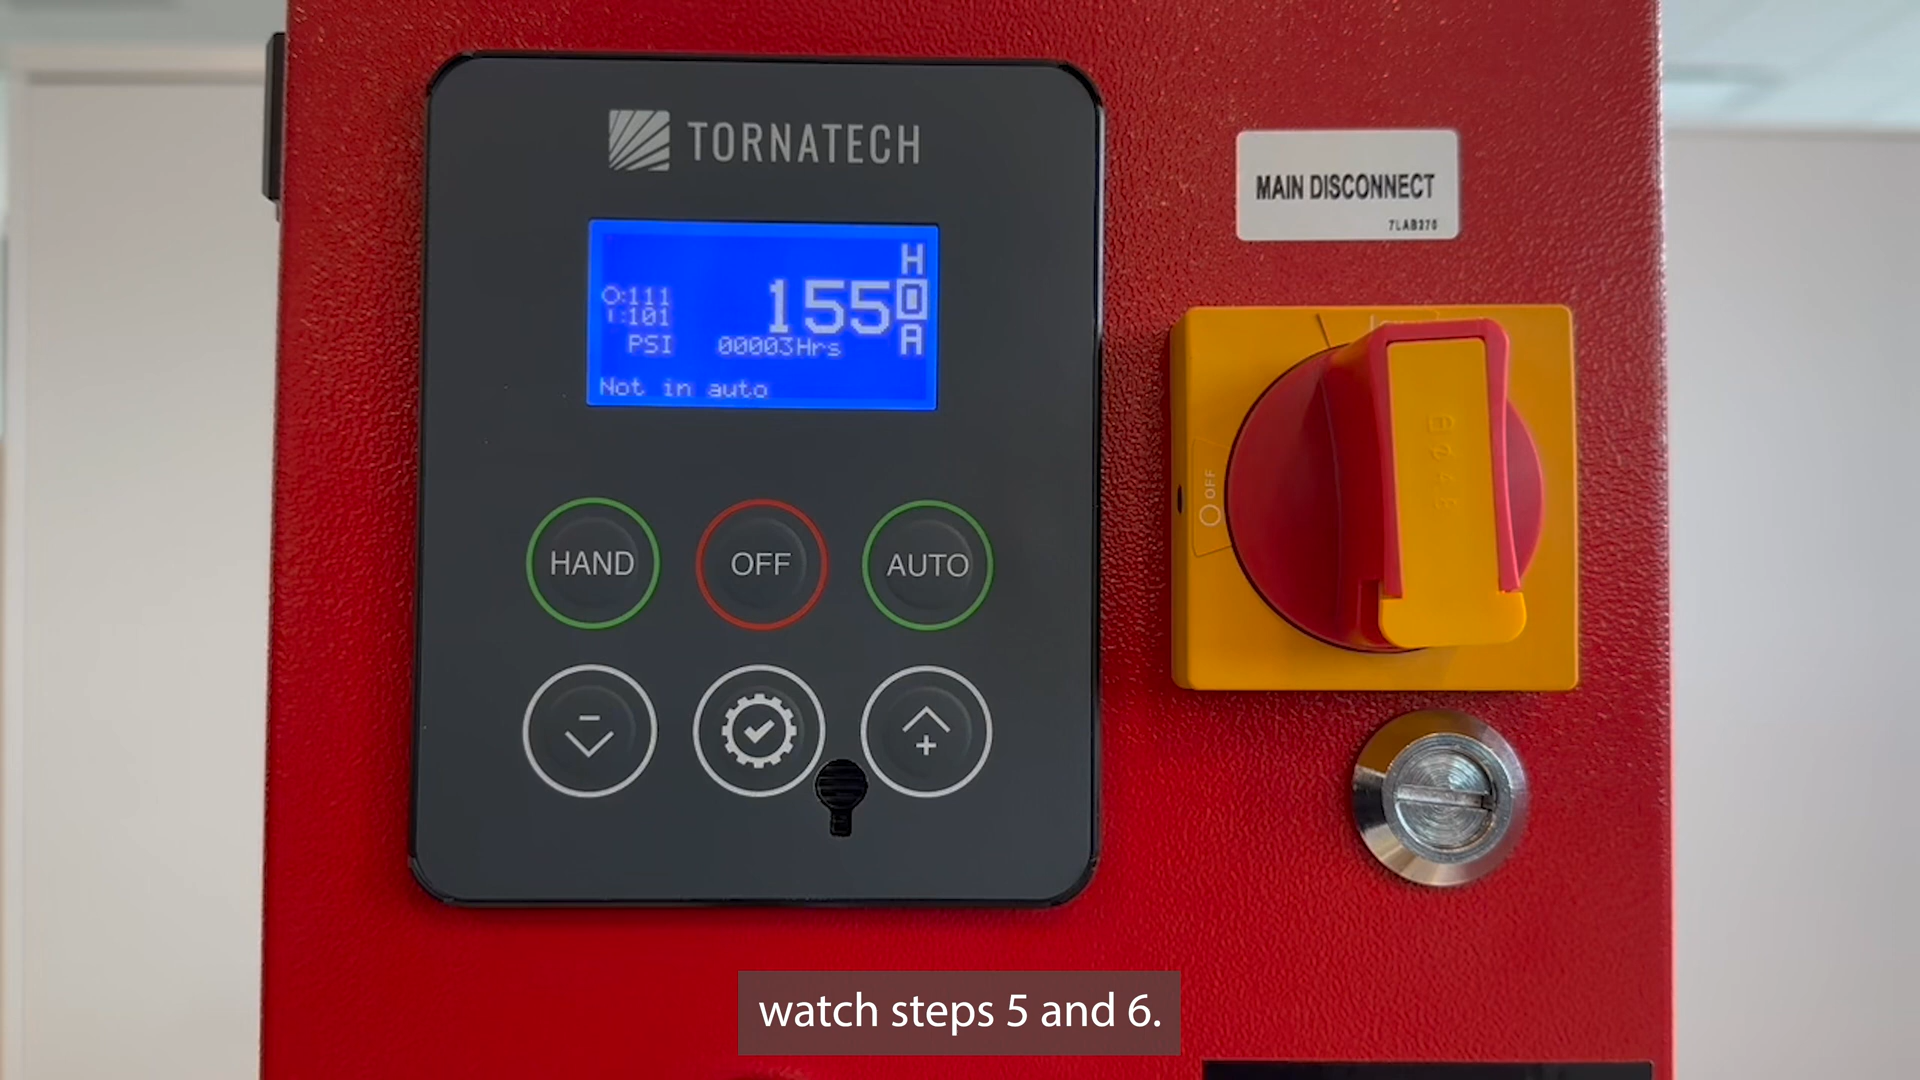 TORNATECH
H
O:111
155
O
I:101
A
PSI
00003Hrs
Not in auto
HAND
OFF
AUTO
MAIN DISCONNECT
7LAB370
O OFF
watch steps 5 and 6.